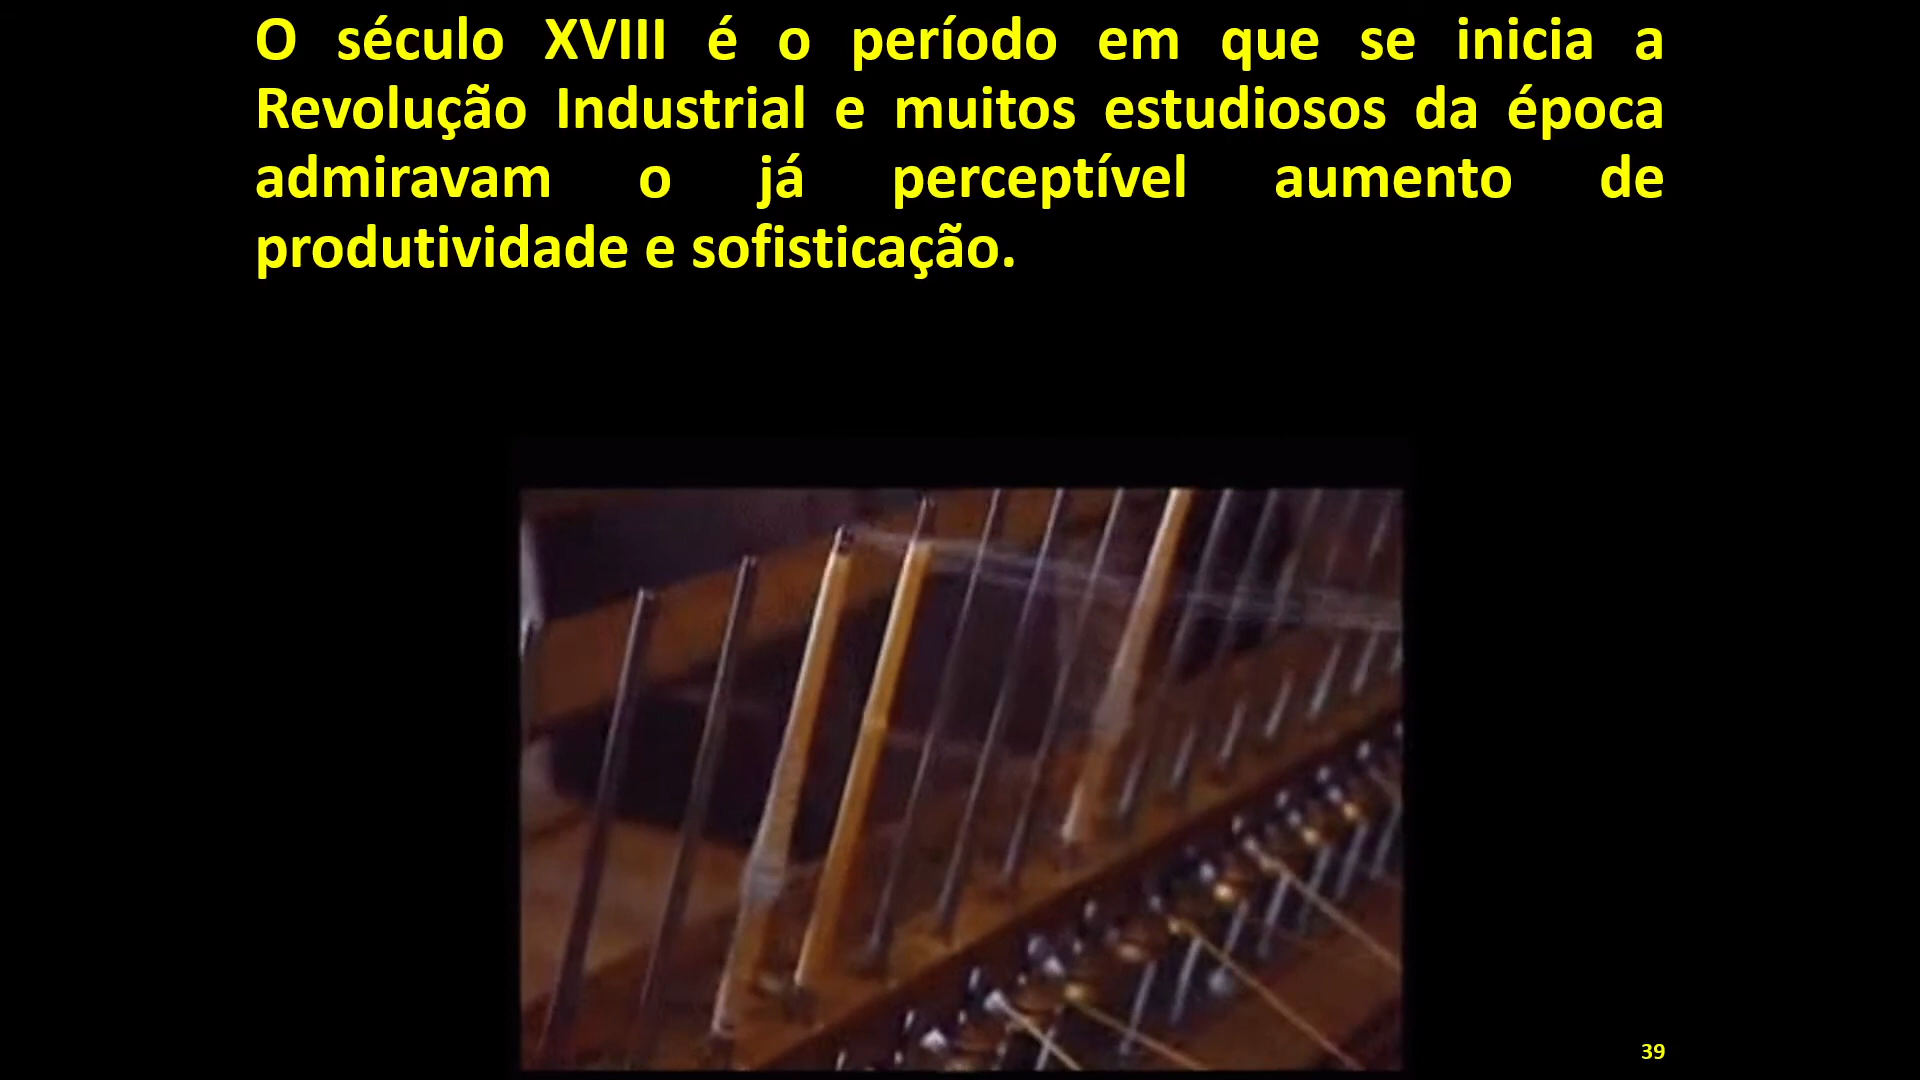 O século XVIII é o período em que se inicia a
Revolução Industrial e muitos estudiosos da época
admiravam o já perceptível aumento de
produtividade e sofisticação.
39